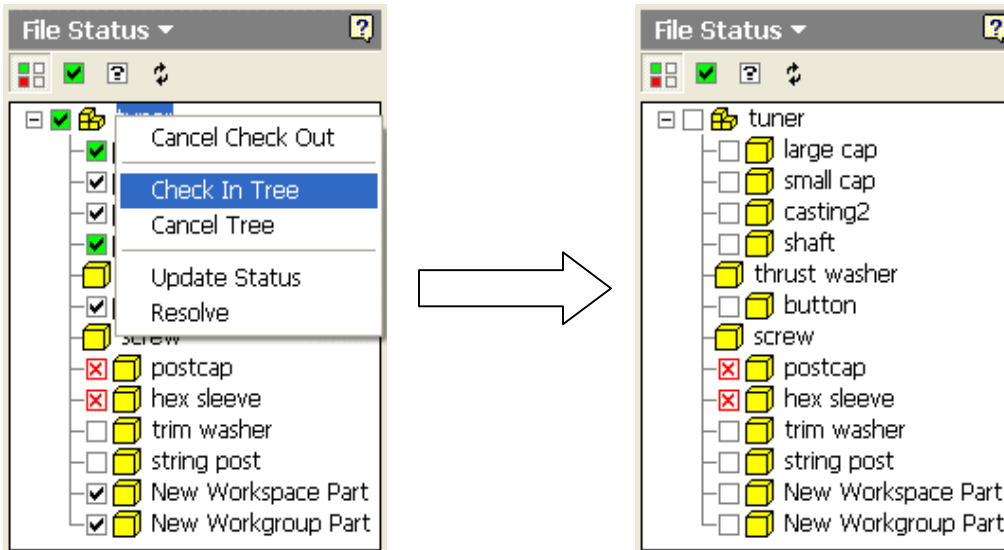 File Status
tuner
Cancel Check Out
Check In Tree
Cancel Tree
Update Status
Resolve
screw
postcap
hex sleeve
trim washer
string post
New Workspace Part
New Workgroup Part
File Status
tuner
large cap
small cap
casting2
shaft
thrust washer
button
screw
postcap
hex sleeve
trim washer
string post
New Workspace Part
New Workgroup Part